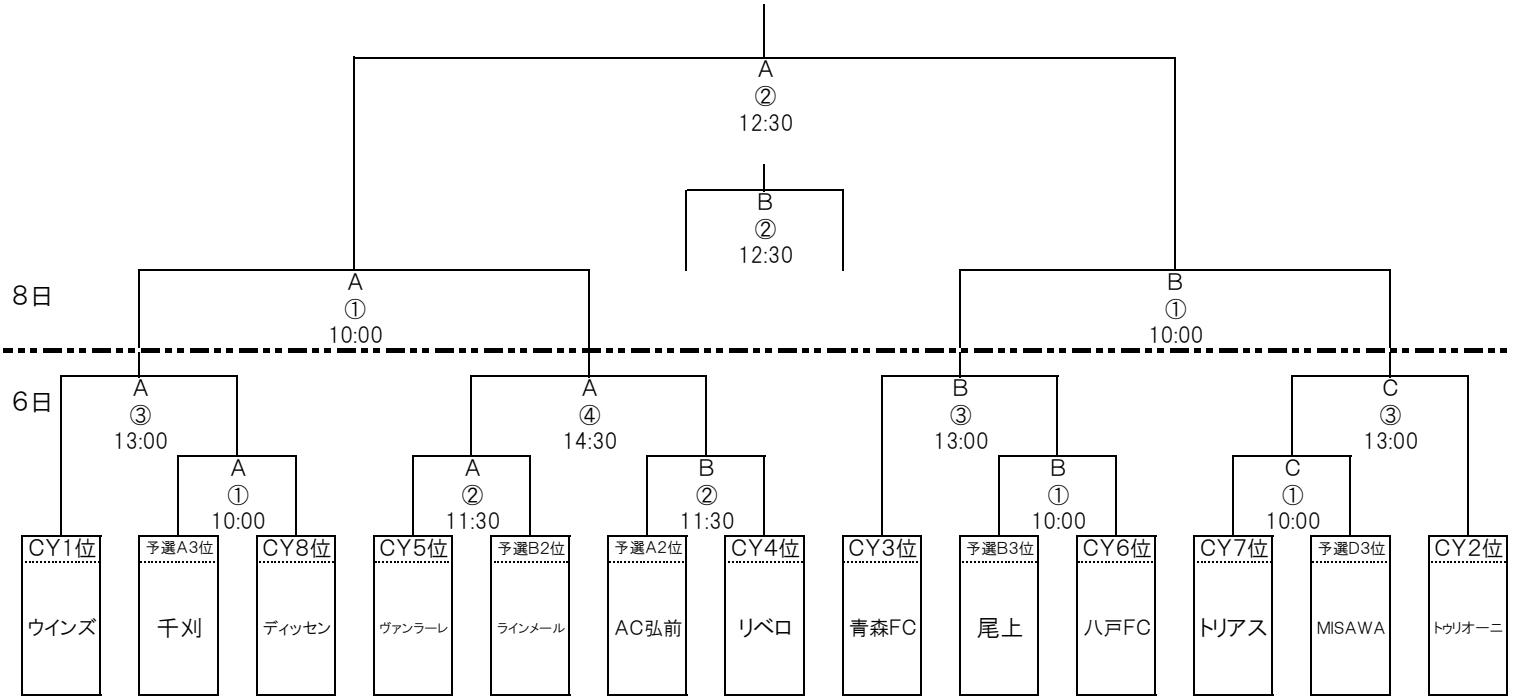 A
②
12:30
B
②
12:30
8日
A
①
10:00
B
①
10:00
6日
A
③
13:00
A
④
14:30
B
③
13:00
C
③
13:00
A
①
10:00
A
②
11:30
B
②
11:30
B
①
10:00
C
①
10:00
CY1位
予選A3位
CY8位
CY5位
予選B2位
予選A2位
CY4位
CY3位
予選B3位
CY6位
CY7位
予選D3位
CY2位
ウインズ
千刈
ディッセン
ヴァンラーレ
ラインメール
AC弘前
リベロ
青森FC
尾上
八戸FC
トリアス
MISAWA
トゥリオーニ